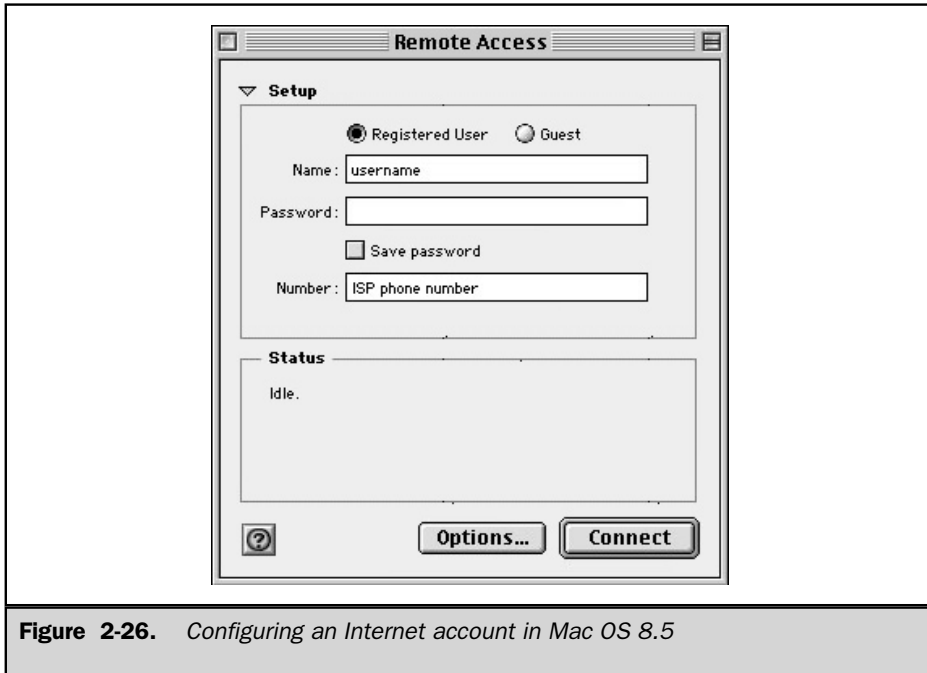 Remote Access
Setup
Registered User Guest
Name: username
Password:
Save password
Number: ISP phone number
Status
Idle.
? Options... Connect
Figure 2-26. Configuring an Internet account in Mac OS 8.5